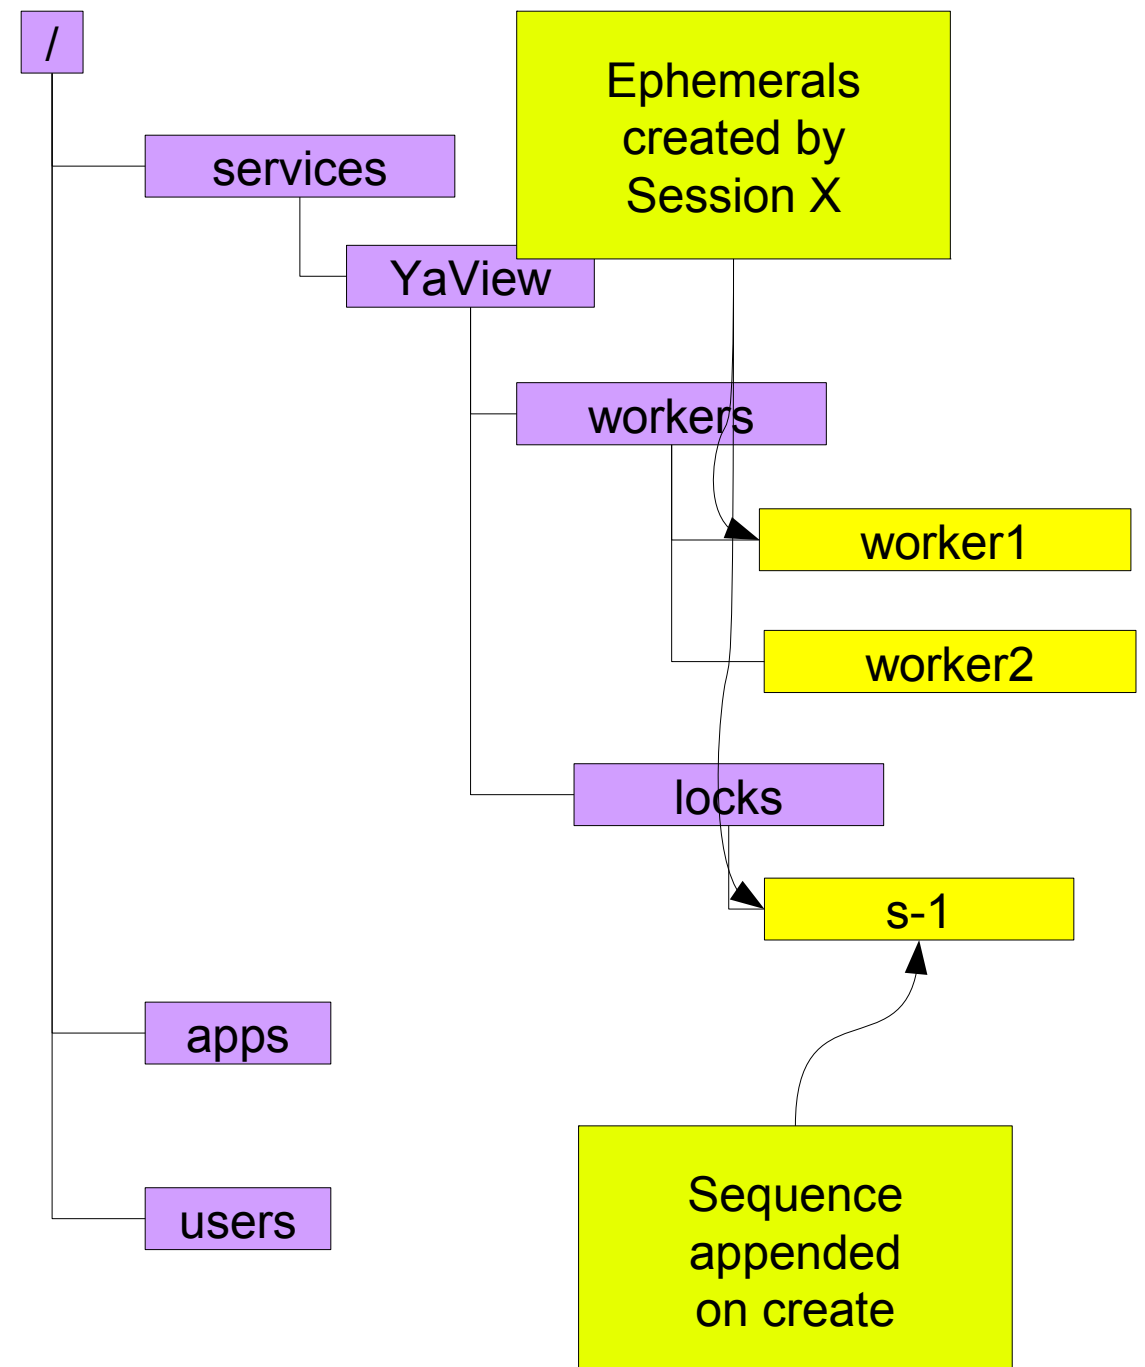 /
Ephemerals
created by
Session X
services
YaView
workers
worker1
worker2
locks
s-1
apps
users
Sequence
appended
on create